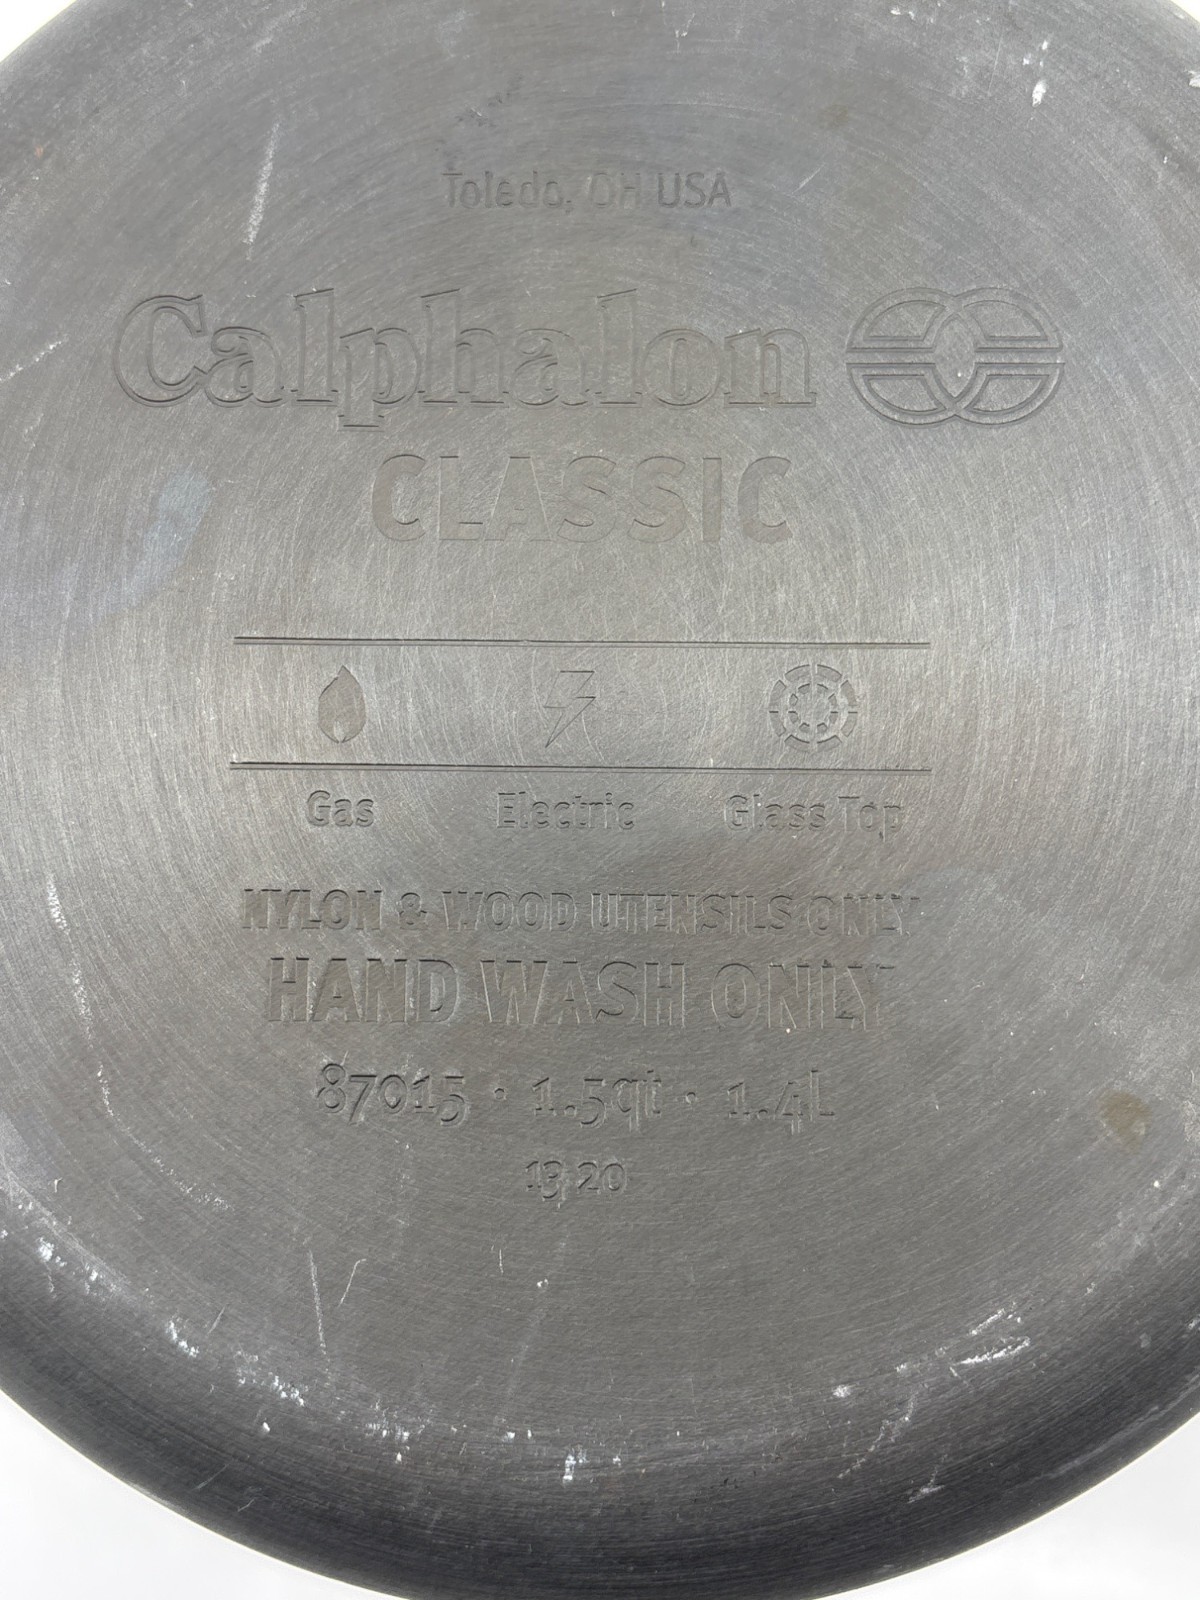 Toledo, OH USA
Calphalon
CLASSIC
Gas Electric Glass Top
NYLON & WOOD UTENSILS ONLY
HAND WASH ONLY
87015 · 1.5qt · 1.4L
13 20